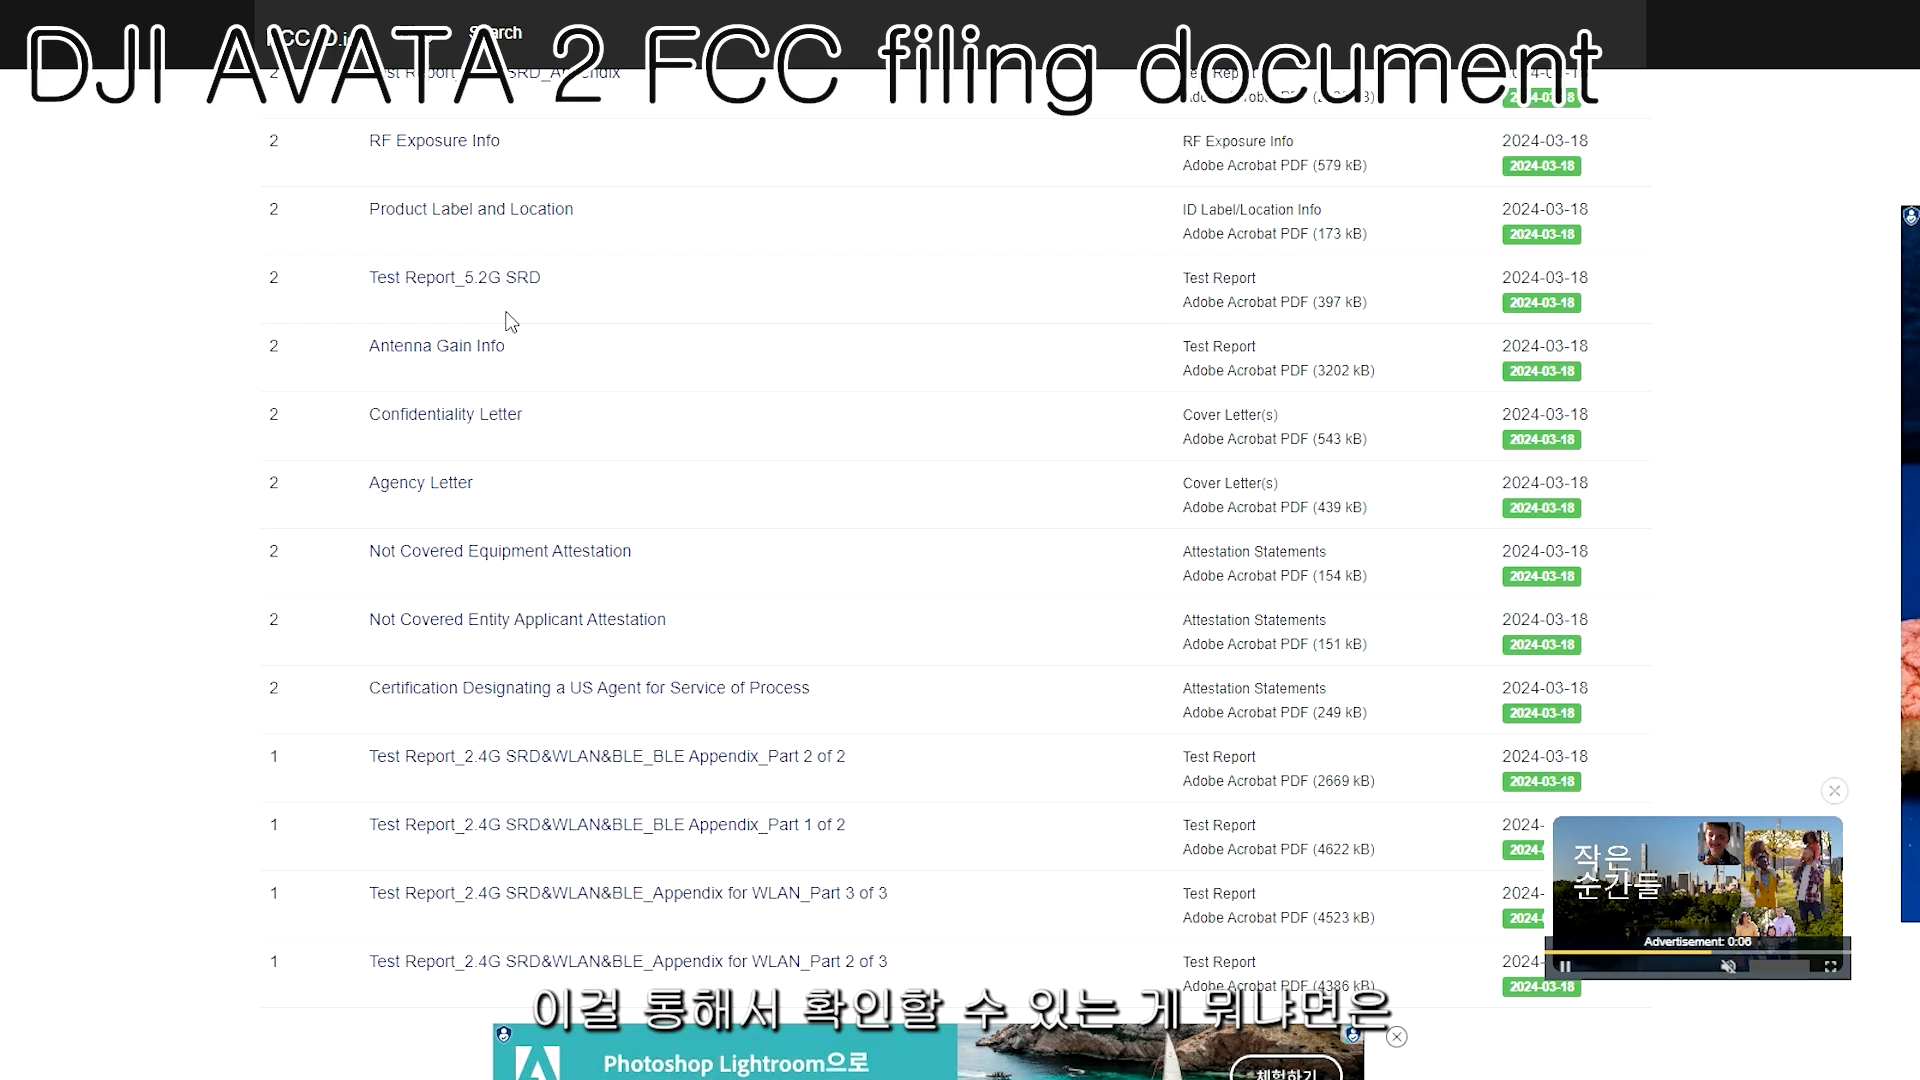 DJI AVATA 2 FCC filing document
2 RF Exposure Info RF Exposure Info 2024-03-18
Adobe Acrobat PDF (579 kB) 2024-03-18
2 Product Label and Location ID Label/Location Info 2024-03-18
Adobe Acrobat PDF (173 kB) 2024-03-18
2 Test Report_5.2G SRD Test Report 2024-03-18
Adobe Acrobat PDF (397 kB) 2024-03-18
2 Antenna Gain Info Test Report 2024-03-18
Adobe Acrobat PDF (3202 kB) 2024-03-18
2 Confidentiality Letter Cover Letter(s) 2024-03-18
Adobe Acrobat PDF (543 kB) 2024-03-18
2 Agency Letter Cover Letter(s) 2024-03-18
Adobe Acrobat PDF (439 kB) 2024-03-18
2 Not Covered Equipment Attestation Attestation Statements 2024-03-18
Adobe Acrobat PDF (154 kB) 2024-03-18
2 Not Covered Entity Applicant Attestation Attestation Statements 2024-03-18
Adobe Acrobat PDF (151 kB) 2024-03-18
2 Certification Designating a US Agent for Service of Process Attestation Statements 2024-03-18
Adobe Acrobat PDF (249 kB) 2024-03-18
1 Test Report_2.4G SRD&WLAN&BLE_BLE Appendix_Part 2 of 2 Test Report 2024-03-18
Adobe Acrobat PDF (2669 kB) 2024-03-18
1 Test Report_2.4G SRD&WLAN&BLE_BLE Appendix_Part 1 of 2 Test Report 2024-
Adobe Acrobat PDF (4622 kB) 2024-
1 Test Report_2.4G SRD&WLAN&BLE_Appendix for WLAN_Part 3 of 3 Test Report 2024-
Adobe Acrobat PDF (4523 kB) 2024-
1 Test Report_2.4G SRD&WLAN&BLE_Appendix for WLAN_Part 2 of 3 Test Report 2024-
Adobe Acrobat PDF (4386 kB) 2024-03-18
작은
순간들
Advertisement: 0:06
이걸 통해서 확인할 수 있는 게 뭐냐면은
Photoshop Lightroom으로
체험하기